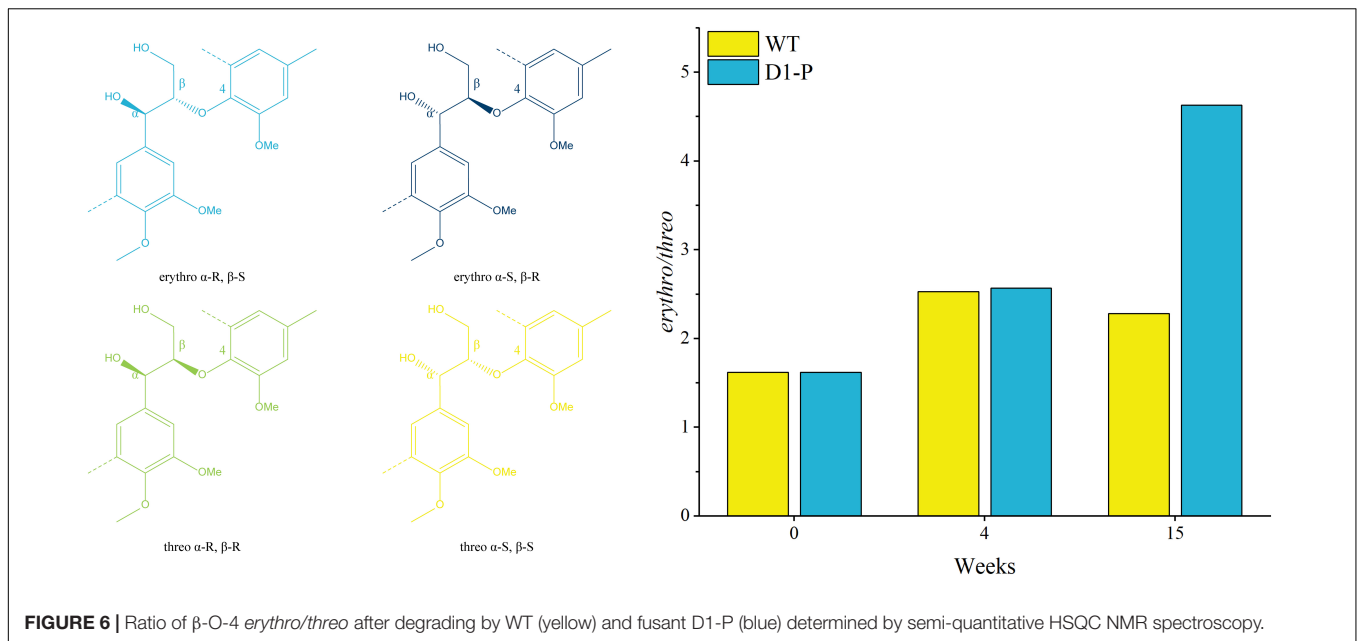 HO
β
4
HO
α
O
OMe
OMe
O
erythro α-R, β-S
HO
β
4
HO
α
O
OMe
OMe
O
erythro α-S, β-R
HO
β
4
HO
α
O
OMe
OMe
O
threo α-R, β-R
HO
β
4
HO
α
O
OMe
OMe
O
threo α-S, β-S
WT
D1-P
erythro/threo
5
4
3
2
1
0
0 4 15
Weeks
FIGURE 6 | Ratio of β-O-4 erythro/threo after degrading by WT (yellow) and fusant D1-P (blue) determined by semi-quantitative HSQC NMR spectroscopy.